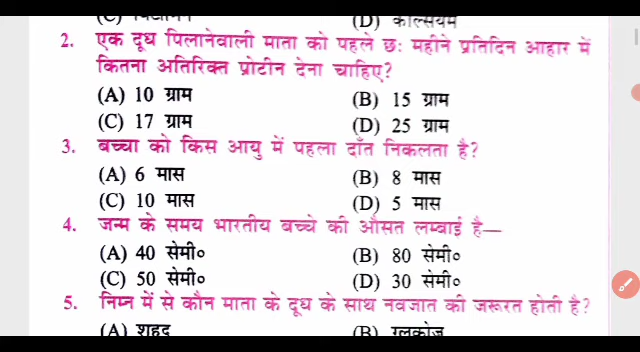 (D) कैल्सियम
2. एक दूध पिलानेवाली माता को पहले छः महीने प्रतिदिन आहार में
कितना अतिरिक्त प्रोटीन देना चाहिए?
(A) 10 ग्राम (B) 15 ग्राम
(C) 17 ग्राम (D) 25 ग्राम
3. बच्चा को किस आयु में पहला दाँत निकलता है?
(A) 6 मास (B) 8 मास
(C) 10 मास (D) 5 मास
4. जन्म के समय भारतीय बच्चे की औसत लम्बाई है—
(A) 40 सेमी० (B) 80 सेमी०
(C) 50 सेमी० (D) 30 सेमी०
5. निम्न में से कौन माता के दूध के साथ नवजात की जरूरत होती है?
(A) शहद (B) ग्लूकोज